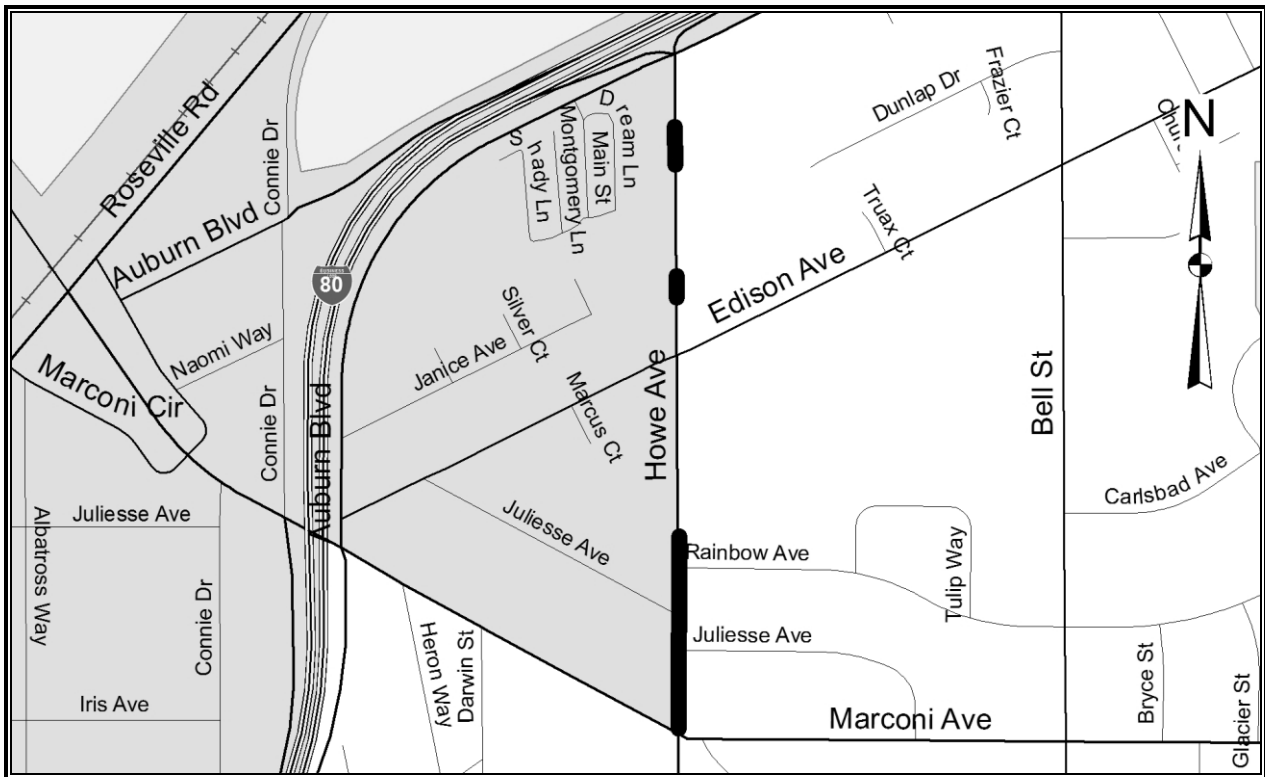 Roseville Rd
Connie Dr
Auburn Blvd
Dream Ln
Main St
Montgomery Ln
Shady Ln
Dunlap Dr
Frazier Ct
N
Truax Ct
Edison Ave
BUSINESS
80
Silver Ct
Janice Ave
Naomi Way
Marconi Cir
Connie Dr
Auburn Blvd
Marcus Ct
Howe Ave
Bell St
Carlsbad Ave
Juliesse Ave
Albatross Way
Juliesse Ave
Rainbow Ave
Tulip Way
Connie Dr
Heron Way
Darwin St
Juliesse Ave
Iris Ave
Marconi Ave
Bryce St
Glacier St